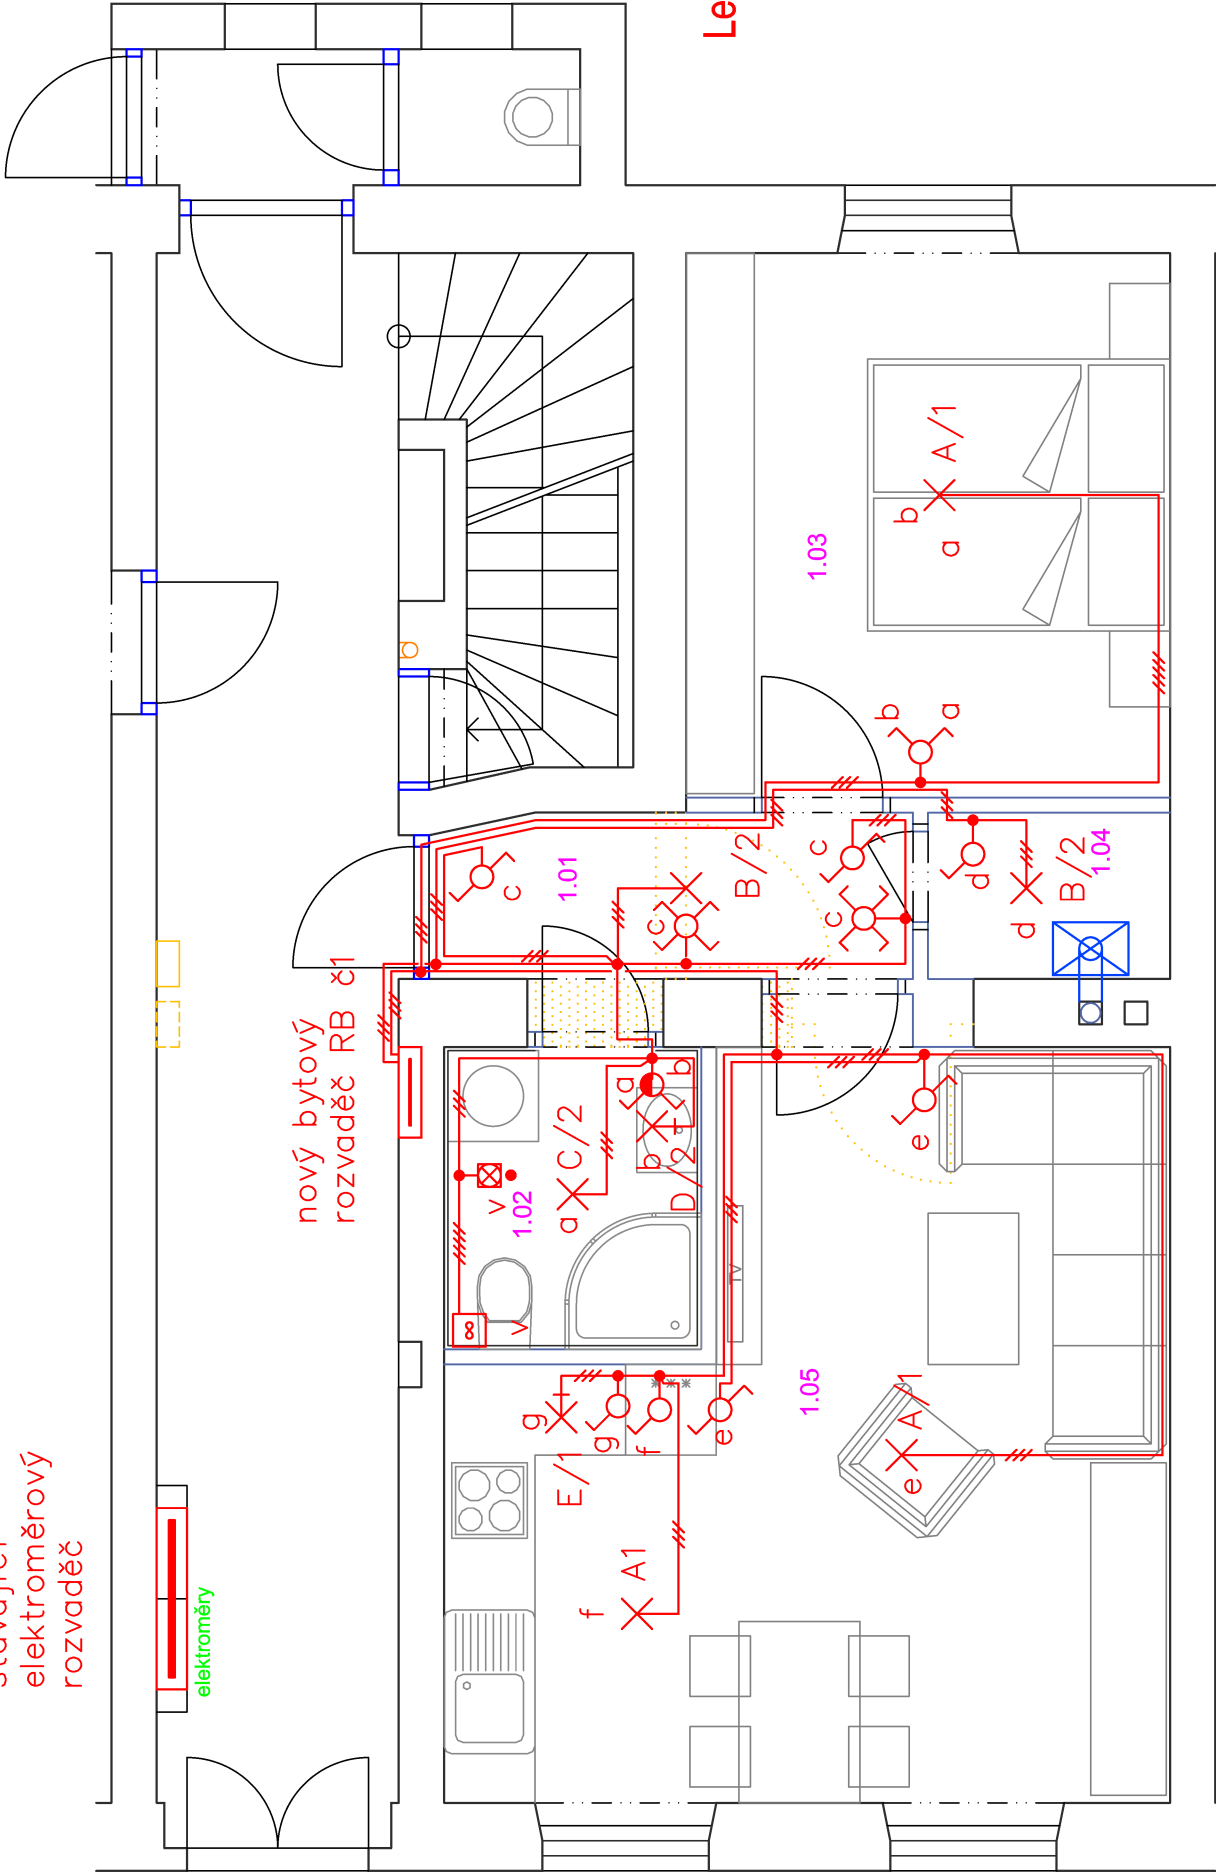 Le
b
a
A/1
1.03
b
a
c
1.01
c
B/2
c
c
d
B/2
1.04
d
nový bytový
rozvaděč RB č1
a
b
C/2
b
D/2
v
1.02
a
v
TV
e
1.05
g
g
f
e
E/1
A/1
e
A1
f
elektroměrový
rozvaděč
elektroměry